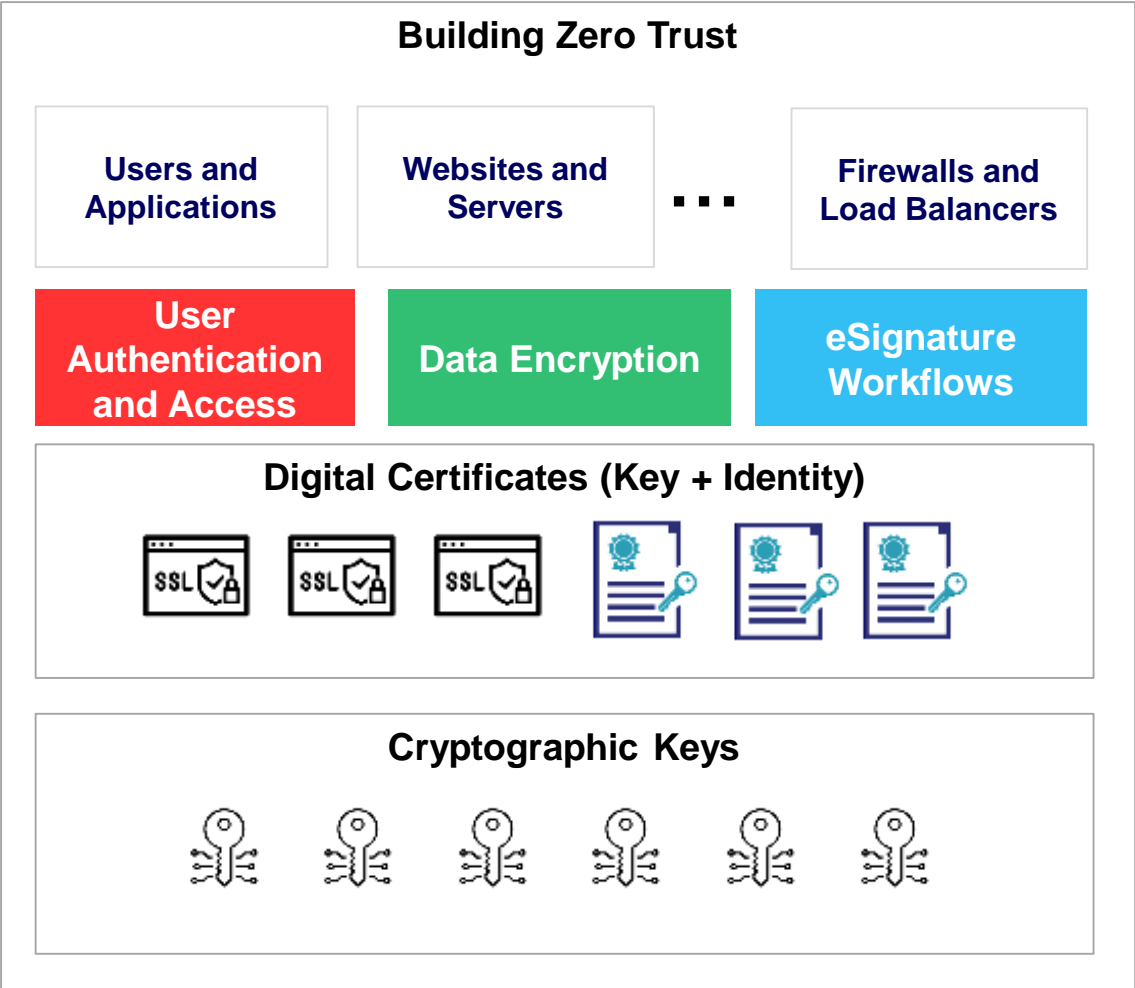 Building Zero Trust
Users and
Applications
Websites and
Servers
...
Firewalls and
Load Balancers
User
Authentication
and Access
Data Encryption
eSignature
Workflows
Digital Certificates (Key + Identity)
SSL
SSL
SSL
Cryptographic Keys